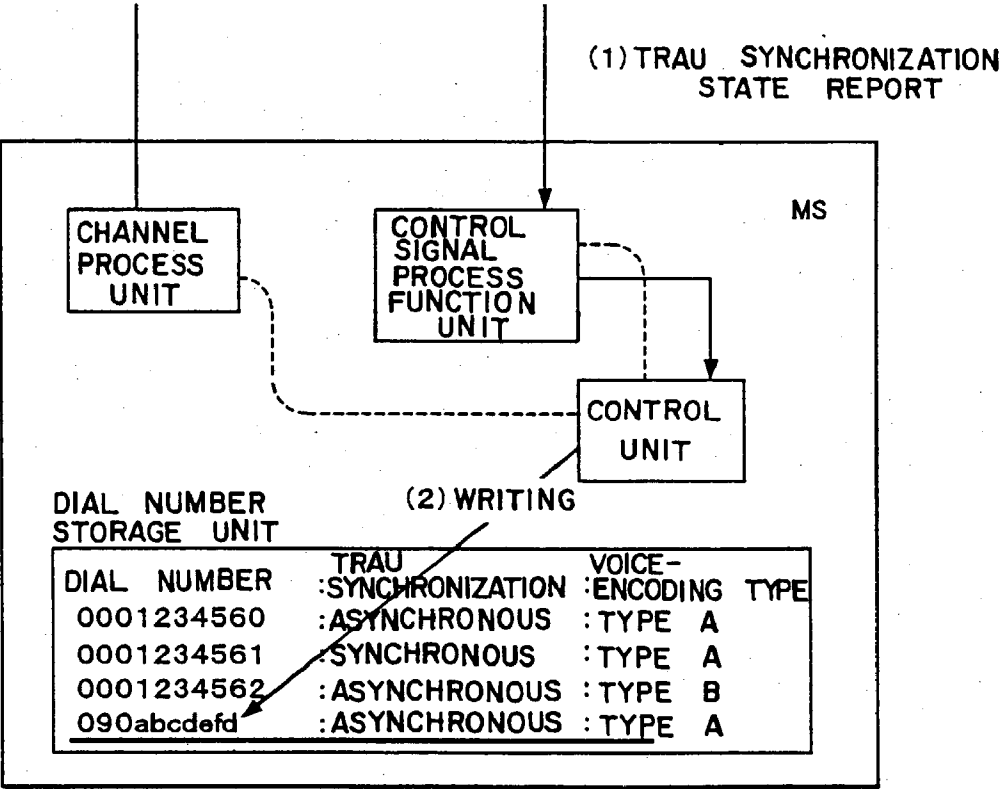 (1) TRAU SYNCHRONIZATION
STATE REPORT
MS
CHANNEL
PROCESS
UNIT
CONTROL
SIGNAL
PROCESS
FUNCTION
UNIT
CONTROL
UNIT
(2) WRITING
DIAL NUMBER
STORAGE UNIT
DIAL NUMBER :TRAU SYNCHRONIZATION :VOICE-ENCODING TYPE
0001234560 :ASYNCHRONOUS :TYPE A
0001234561 :SYNCHRONOUS :TYPE A
0001234562 :ASYNCHRONOUS :TYPE B
090abcdefd :ASYNCHRONOUS :TYPE A